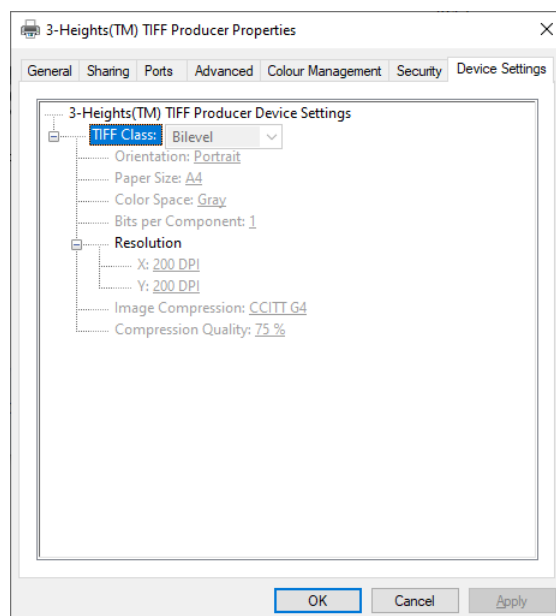 3-Heights(TM) TIFF Producer Properties
General Sharing Ports Advanced Colour Management Security Device Settings
3-Heights(TM) TIFF Producer Device Settings
TIFF Class: Bilevel
Orientation: Portrait
Paper Size: A4
Color Space: Gray
Bits per Component: 1
Resolution
X: 200 DPI
Y: 200 DPI
Image Compression: CCITT G4
Compression Quality: 75 %
OK Cancel Apply